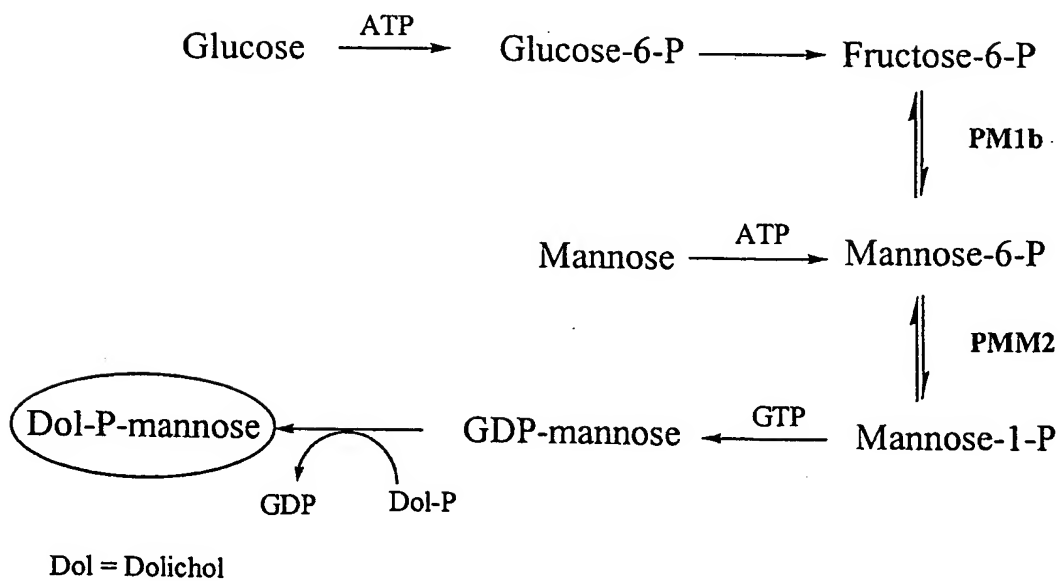 ATP
Glucose Glucose-6-P Fructose-6-P
PM1b
ATP
Mannose Mannose-6-P
PMM2
GTP
Dol-P-mannose GDP-mannose Mannose-1-P
GDP Dol-P
Dol = Dolichol